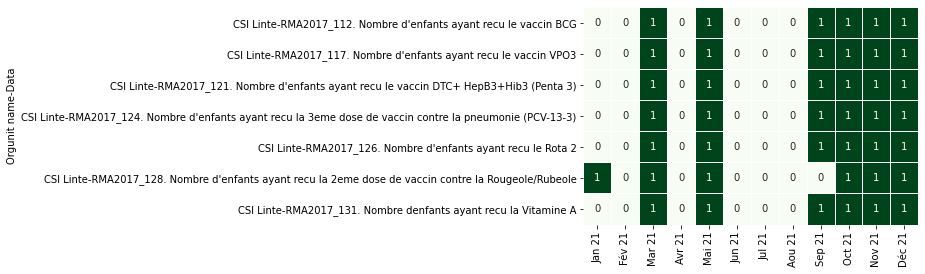 CSI Linte-RMA2017_112. Nombre d'enfants ayant recu le vaccin BCG 0 0 1 0 1 0 0 0 1 1 1 1
CSI Linte-RMA2017_117. Nombre d'enfants ayant recu le vaccin VPO3 0 0 1 0 1 0 0 0 1 1 1 1
CSI Linte-RMA2017_121. Nombre d'enfants ayant recu le vaccin DTC+ HepB3+Hib3 (Penta 3) 0 0 1 0 1 0 0 0 1 1 1 1
CSI Linte-RMA2017_124. Nombre d'enfants ayant recu la 3eme dose de vaccin contre la pneumonie (PCV-13-3) 0 0 1 0 1 0 0 0 1 1 1 1
CSI Linte-RMA2017_126. Nombre d'enfants ayant recu le Rota 2 0 0 1 0 1 0 0 0 1 1 1 1
CSI Linte-RMA2017_128. Nombre d'enfants ayant recu la 2eme dose de vaccin contre la Rougeole/Rubeole 1 0 1 0 1 0 0 0 0 1 1 1
CSI Linte-RMA2017_131. Nombre denfants ayant recu la Vitamine A 0 0 1 0 1 0 0 0 1 1 1 1
Orgunit name-Data
Jan 21
Fév 21
Mar 21
Avr 21
Mai 21
Jun 21
Jul 21
Aou 21
Sep 21
Oct 21
Nov 21
Déc 21